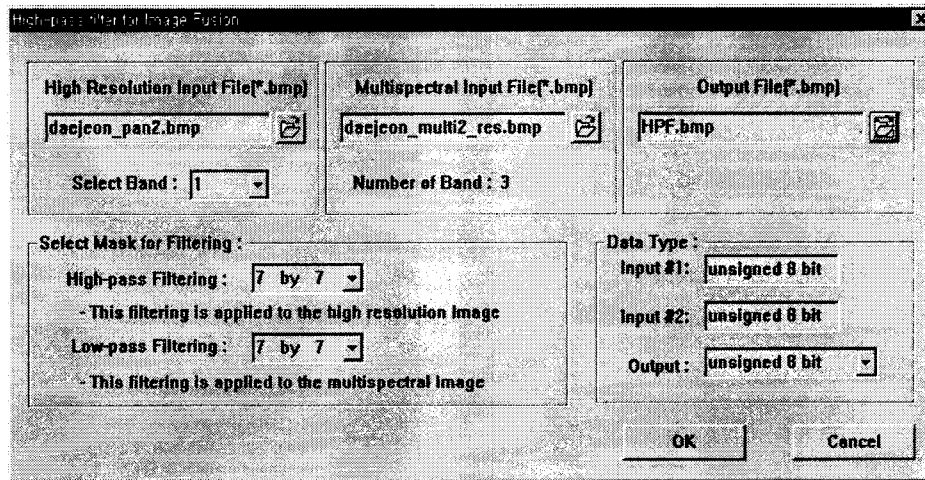 High-pass filter for Image Fusion
High Resolution Input File(*.bmp)
daejeon_pan2.bmp
Select Band : 1
Multispectral Input File(*.bmp)
daejeon_multi2_res.bmp
Number of Band : 3
Output File(*.bmp)
HPF.bmp
Select Mask for Filtering :
High-pass Filtering : 7 by 7
- This filtering is applied to the high resolution Image
Low-pass Filtering : 7 by 7
- This filtering is applied to the multispectral Image
Data Type :
Input #1: unsigned 8 bit
Input #2: unsigned 8 bit
Output : unsigned 8 bit
OK
Cancel